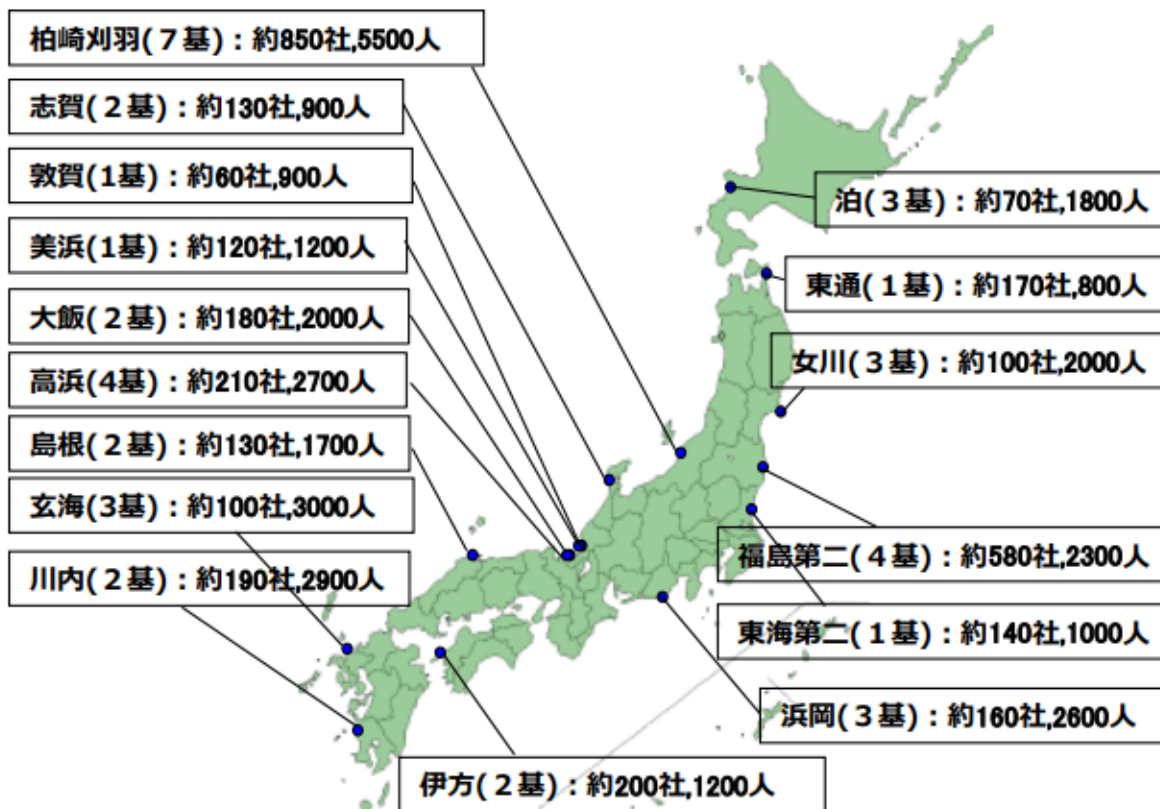 柏崎刈羽(７基)：約850社,5500人
志賀(２基)：約130社,900人
敦賀(1基)：約60社,900人
美浜(1基)：約120社,1200人
大飯(２基)：約180社,2000人
高浜(4基)：約210社,2700人
島根(２基)：約130社,1700人
玄海(3基)：約100社,3000人
川内(２基)：約190社,2900人
泊(３基)：約70社,1800人
東通(１基)：約170社,800人
女川(３基)：約100社,2000人
福島第二(４基)：約580社,2300人
東海第二(１基)：約140社,1000人
浜岡(３基)：約160社,2600人
伊方(２基)：約200社,1200人